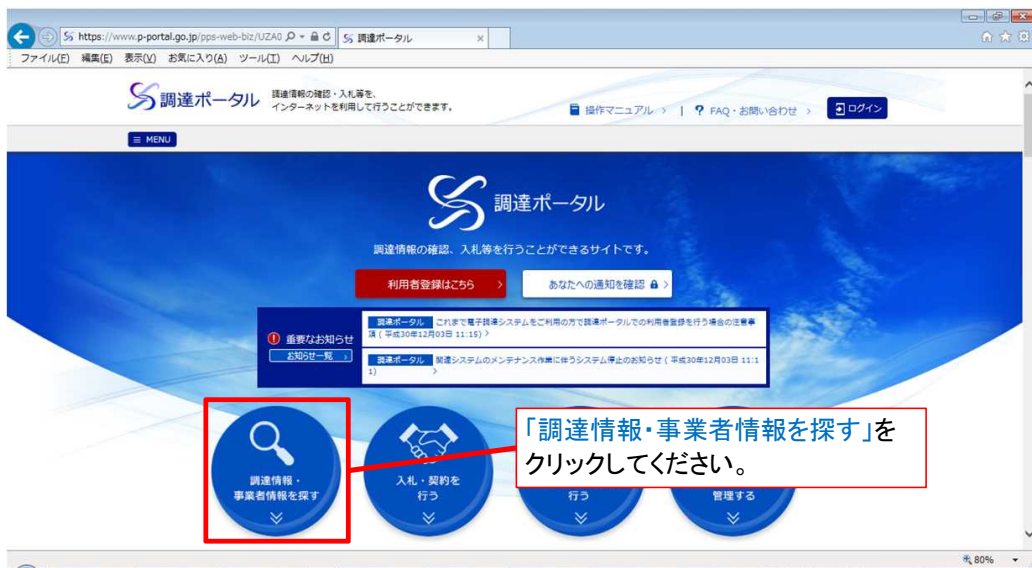 https://www.p-portal.go.jp/pps-web-biz/UZA0
調達ポータル
ファイル(F) 編集(E) 表示(V) お気に入り(A) ツール(T) ヘルプ(H)
調達ポータル
調達情報の確認・入札等を、
インターネットを利用して行うことができます。
操作マニュアル
FAQ・お問い合わせ
ログイン
MENU
調達ポータル
調達情報の確認、入札等を行うことができるサイトです。
利用者登録はこちら
あなたへの通知を確認
重要なお知らせ
お知らせ一覧
調達ポータル これまで電子調達システムをご利用の方で調達ポータルでの利用者登録を行う場合の注意事
項 ( 平成30年12月03日 11:15)
調達ポータル 関連システムのメンテナンス作業に伴うシステム停止のお知らせ ( 平成30年12月03日 11:1
1)
調達情報・
事業者情報を探す
入札・契約を
行う
行う
管理する
「調達情報・事業者情報を探す」を
クリックしてください。
80%